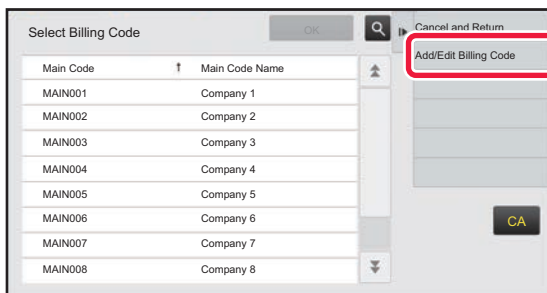 Select Billing Code
OK
Cancel and Return
Add/Edit Billing Code
Main Code Main Code Name
MAIN001 Company 1
MAIN002 Company 2
MAIN003 Company 3
MAIN004 Company 4
MAIN005 Company 5
MAIN006 Company 6
MAIN007 Company 7
MAIN008 Company 8
CA